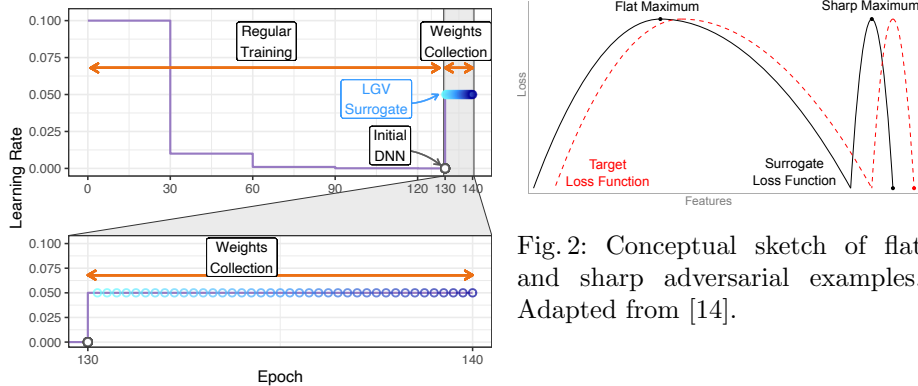 Learning Rate
0.100
0.075
0.050
0.025
0.000
Regular
Training
Weights
Collection
LGV
Surrogate
Initial
DNN
0
30
60
90
120
130
140
0.100
0.075
0.050
0.025
0.000
Weights
Collection
130
140
Epoch
Flat Maximum
Sharp Maximum
Loss
Target
Loss Function
Surrogate
Loss Function
Features
Fig. 2: Conceptual sketch of flat
and sharp adversarial examples.
Adapted from [14].